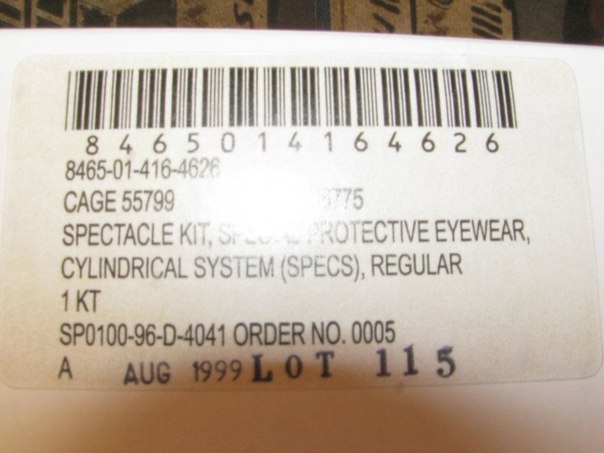 8465014164626
8465-01-416-4626
CAGE 55799 775
SPECTACLE KIT, PROTECTIVE EYEWEAR,
CYLINDRICAL SYSTEM (SPECS), REGULAR
1 KT
SP0100-96-D-4041 ORDER NO. 0005
A AUG 1999 LOT 115